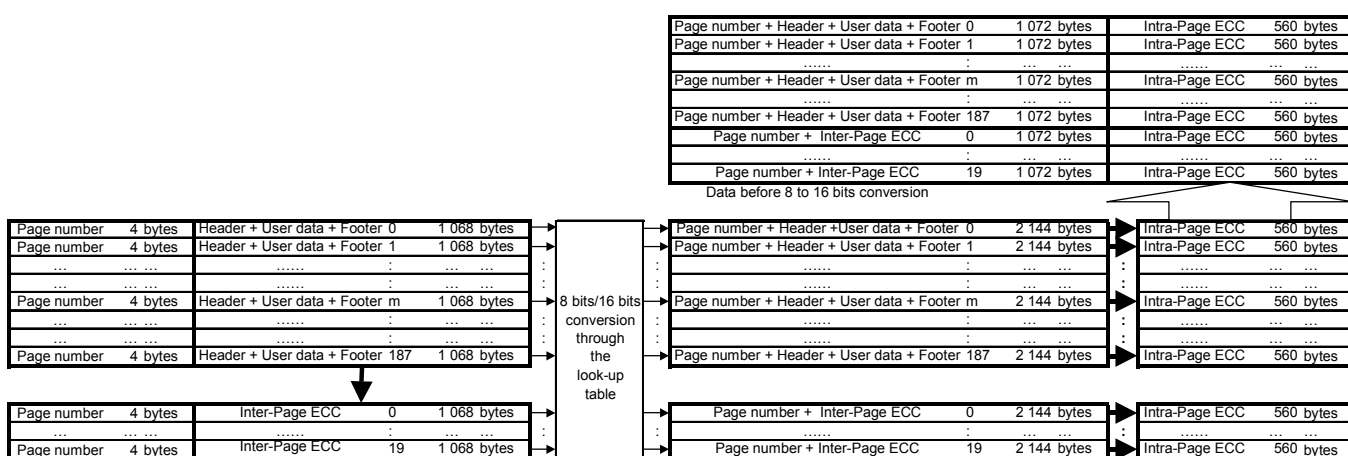 Page number + Header + User data + Footer 0 1 072 bytes Intra-Page ECC 560 bytes
Page number + Header + User data + Footer 1 1 072 bytes Intra-Page ECC 560 bytes
...... : ... ... ...... ... ...
Page number + Header + User data + Footer m 1 072 bytes Intra-Page ECC 560 bytes
...... : ... ... ...... ... ...
Page number + Header + User data + Footer 187 1 072 bytes Intra-Page ECC 560 bytes
Page number + Inter-Page ECC 0 1 072 bytes Intra-Page ECC 560 bytes
...... : ... ... ...... ... ...
Page number + Inter-Page ECC 19 1 072 bytes Intra-Page ECC 560 bytes
Data before 8 to 16 bits conversion
Page number 4 bytes Header + User data + Footer 0 1 068 bytes
Page number 4 bytes Header + User data + Footer 1 1 068 bytes
... ... ... ...... : ... ... :
... ... ... ...... : ... ... :
Page number 4 bytes Header + User data + Footer m 1 068 bytes
... ... ... ...... : ... ... :
... ... ... ...... : ... ... :
Page number 4 bytes Header + User data + Footer 187 1 068 bytes
Page number 4 bytes Inter-Page ECC 0 1 068 bytes
... ... ... ...... : ... ... :
Page number 4 bytes Inter-Page ECC 19 1 068 bytes
8 bits/16 bits
conversion
through
the
look-up
table
Page number + Header +User data + Footer 0 2 144 bytes Intra-Page ECC 560 bytes
Page number + Header + User data + Footer 1 2 144 bytes Intra-Page ECC 560 bytes
: ...... : ... ... : ...... ... ...
: ...... : ... ... : ...... ... ...
Page number + Header + User data + Footer m 2 144 bytes Intra-Page ECC 560 bytes
: ...... : ... ... : ...... ... ...
: ...... : ... ... : ...... ... ...
Page number + Header + User data + Footer 187 2 144 bytes Intra-Page ECC 560 bytes
Page number + Inter-Page ECC 0 2 144 bytes Intra-Page ECC 560 bytes
: ...... : ... ... : ...... ... ...
Page number + Inter-Page ECC 19 2 144 bytes Intra-Page ECC 560 bytes